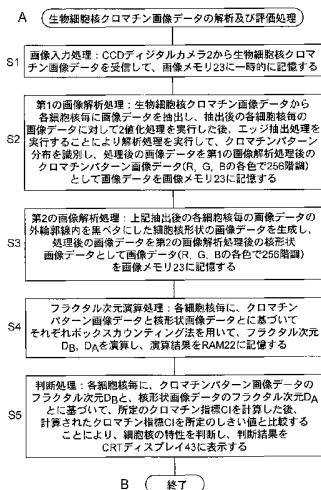 A
生物細胞核クロマチン画像データの解析及び評価処理
S1
画像入力処理：CCDディジタルカメラ2から生物細胞核クロマ
チン画像データを受信して、画像メモリ23に一時的に記憶する
S2
第1の画像解析処理：生物細胞核クロマチン画像データから
各細胞核毎に画像データを抽出し、抽出後の各細胞核毎の
画像データに対して2値化処理を実行した後、エッジ抽出処理を
実行することにより解析処理を実行して、クロマチンパターン
分布を識別し、処理後の画像データを第1の画像解析処理後の
クロマチンパターン画像データ(R, G, Bの各色で256階調)
として画像データを画像メモリ23に記憶する
S3
第2の画像解析処理：上記抽出後の各細胞核毎の画像データの
外輪郭線内を黒ベタにした細胞核形状の画像データを生成し、
処理後の画像データを第2の画像解析処理後の核形状
画像データとして画像データ(R, G, Bの各色で256階調)
を画像メモリ23に記憶する
S4
フラクタル次元演算処理：各細胞核毎に、クロマチン
パターン画像データと核形状画像データとに基づいて
それぞれボックスカウンティング法を用いて、フラクタル次元
DB, DAを演算し、演算結果をRAM22に記憶する
S5
判断処理：各細胞核毎に、クロマチンパターン画像データの
フラクタル次元DBと、核形状画像データのフラクタル次元DA
とに基づいて、所定のクロマチン指標CIを計算した後、
計算されたクロマチン指標CIを所定のしきい値と比較する
ことにより、細胞核の特性を判断し、判断結果を
CRTディスプレイ43に表示する
B
終了